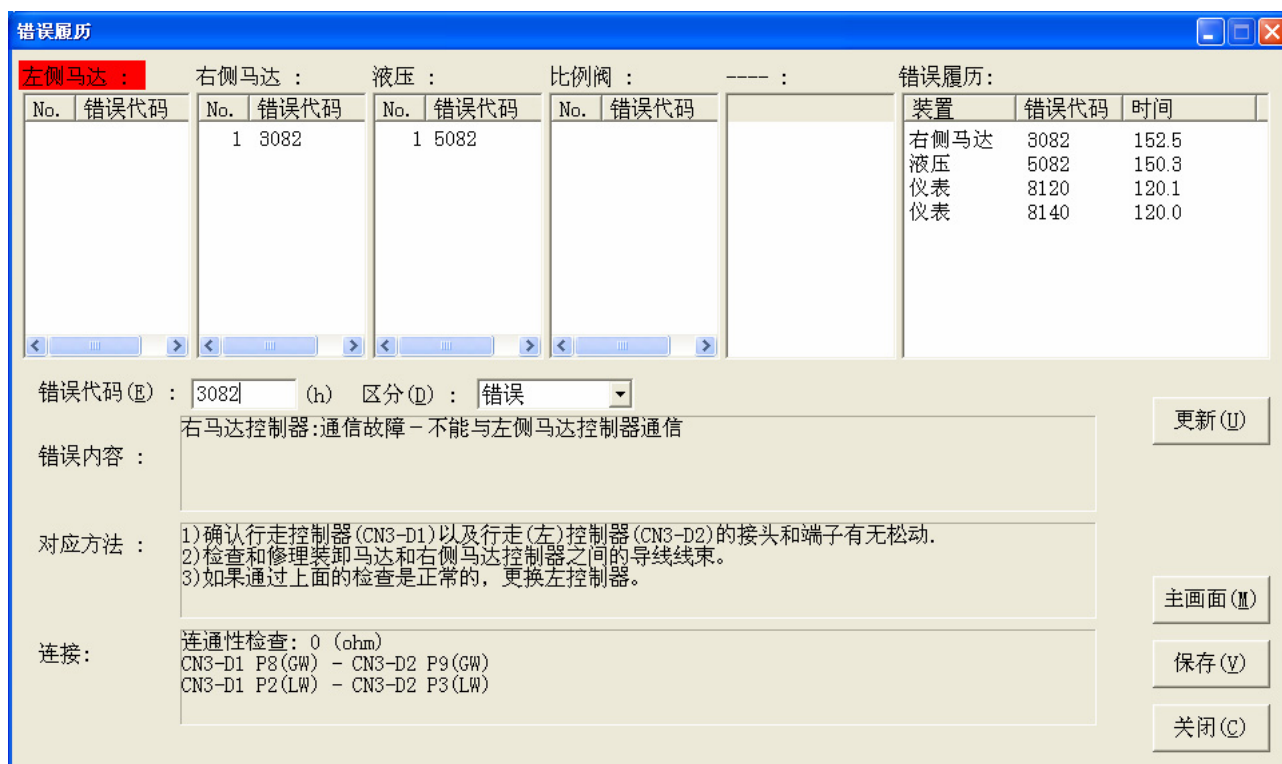 错误履历
左侧马达 : 右侧马达 : 液压 : 比例阀 : ---- : 错误履历:
No. 错误代码 No. 错误代码 No. 错误代码 No. 错误代码 装置 错误代码 时间
1 3082 1 5082 右侧马达 3082 152.5
液压 5082 150.3
仪表 8120 120.1
仪表 8140 120.0
错误代码(E) : 3082 (h) 区分(D) : 错误
更新(U)
错误内容 : 右马达控制器:通信故障-不能与左侧马达控制器通信
对应方法 : 1)确认行走控制器(CN3-D1)以及行走(左)控制器(CN3-D2)的接头和端子有无松动.
2)检查和修理装卸马达和右侧马达控制器之间的导线线束。
3)如果通过上面的检查是正常的，更换左控制器。
主画面(M)
连接: 连通性检查: 0 (ohm)
CN3-D1 P8(GW) - CN3-D2 P9(GW)
CN3-D1 P2(LW) - CN3-D2 P3(LW)
保存(V)
关闭(C)